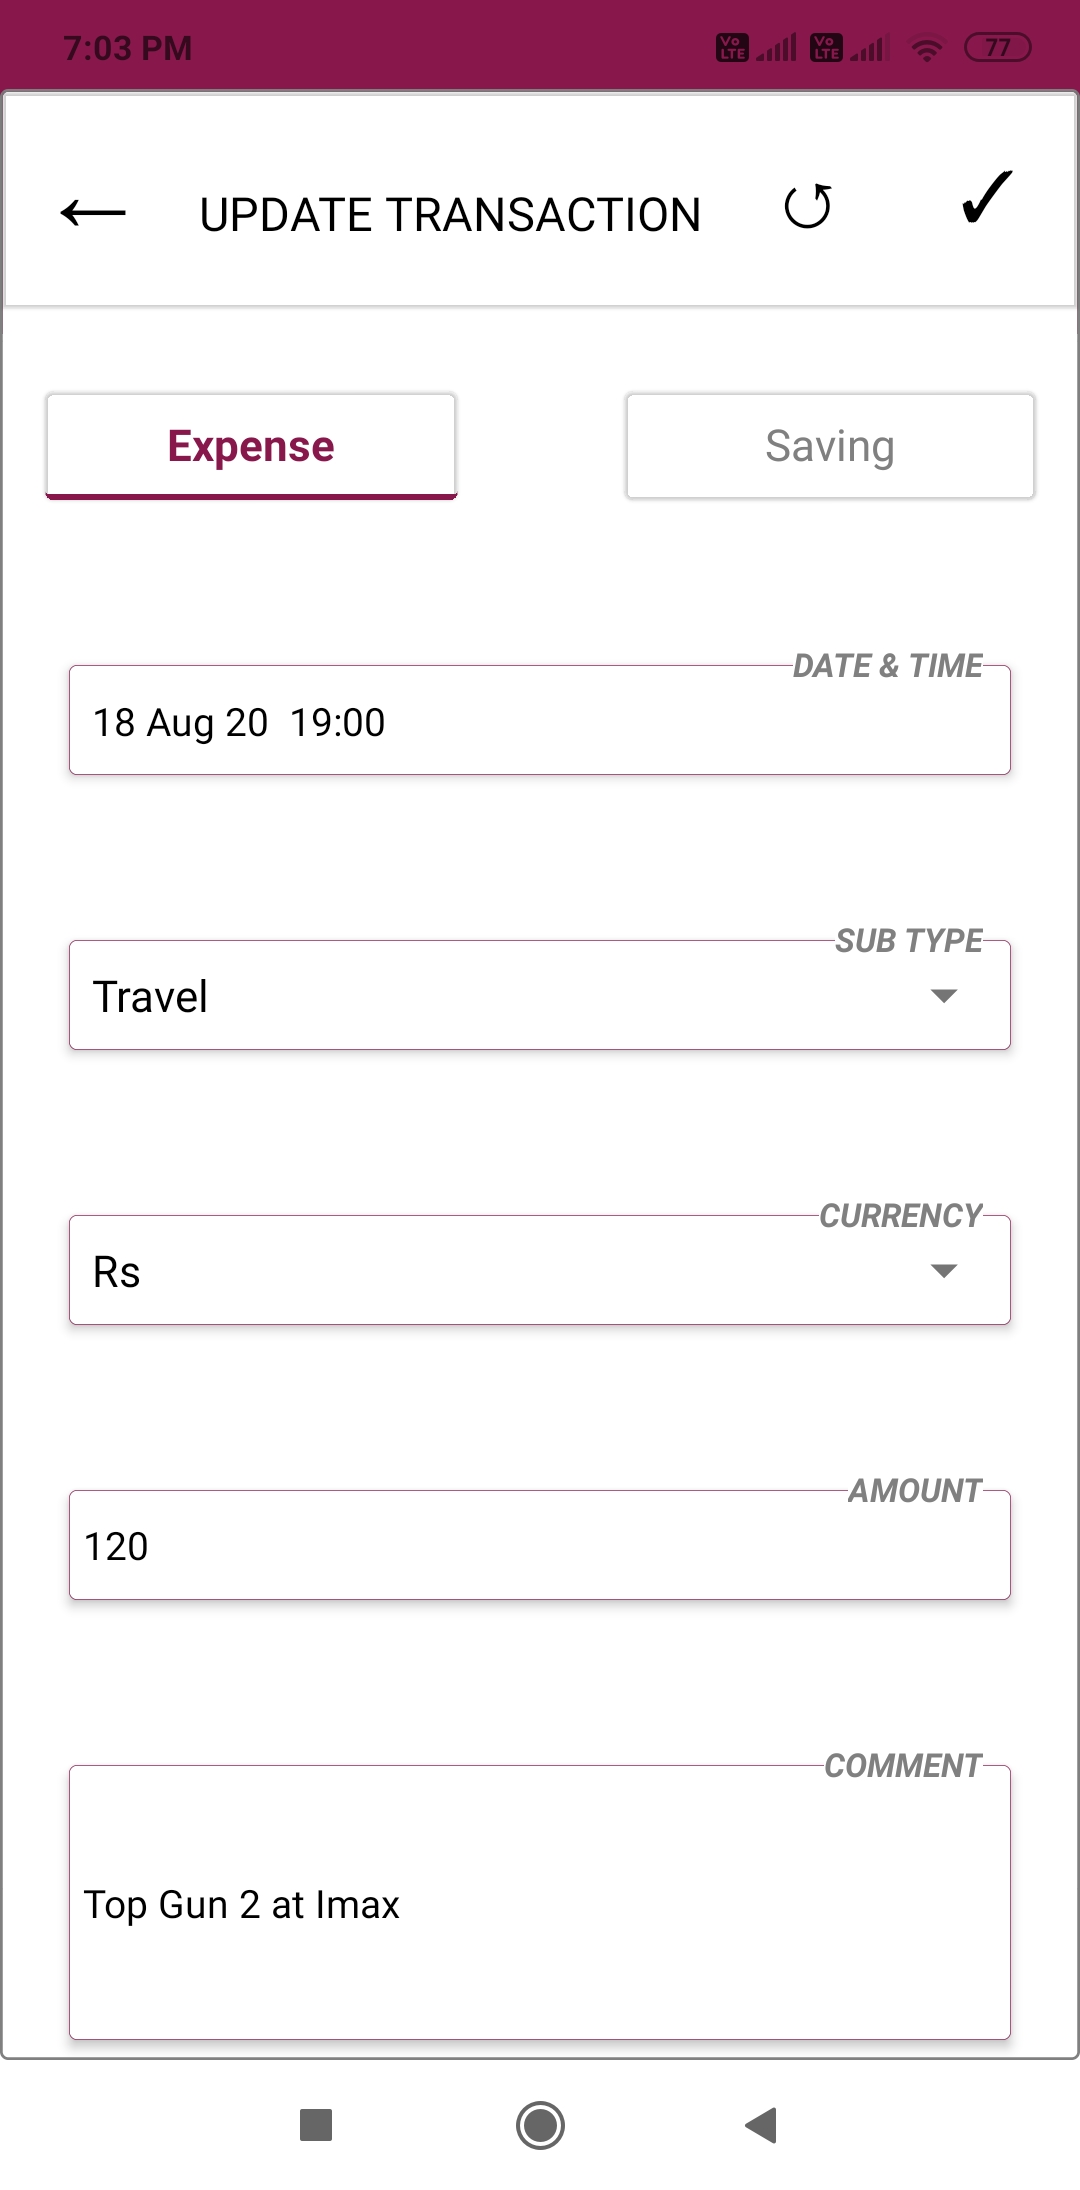 7:03 PM Vo LTE Vo LTE 77
UPDATE TRANSACTION
Expense Saving
DATE & TIME
18 Aug 20 19:00
SUB TYPE
Travel
CURRENCY
Rs
AMOUNT
120
COMMENT
Top Gun 2 at Imax